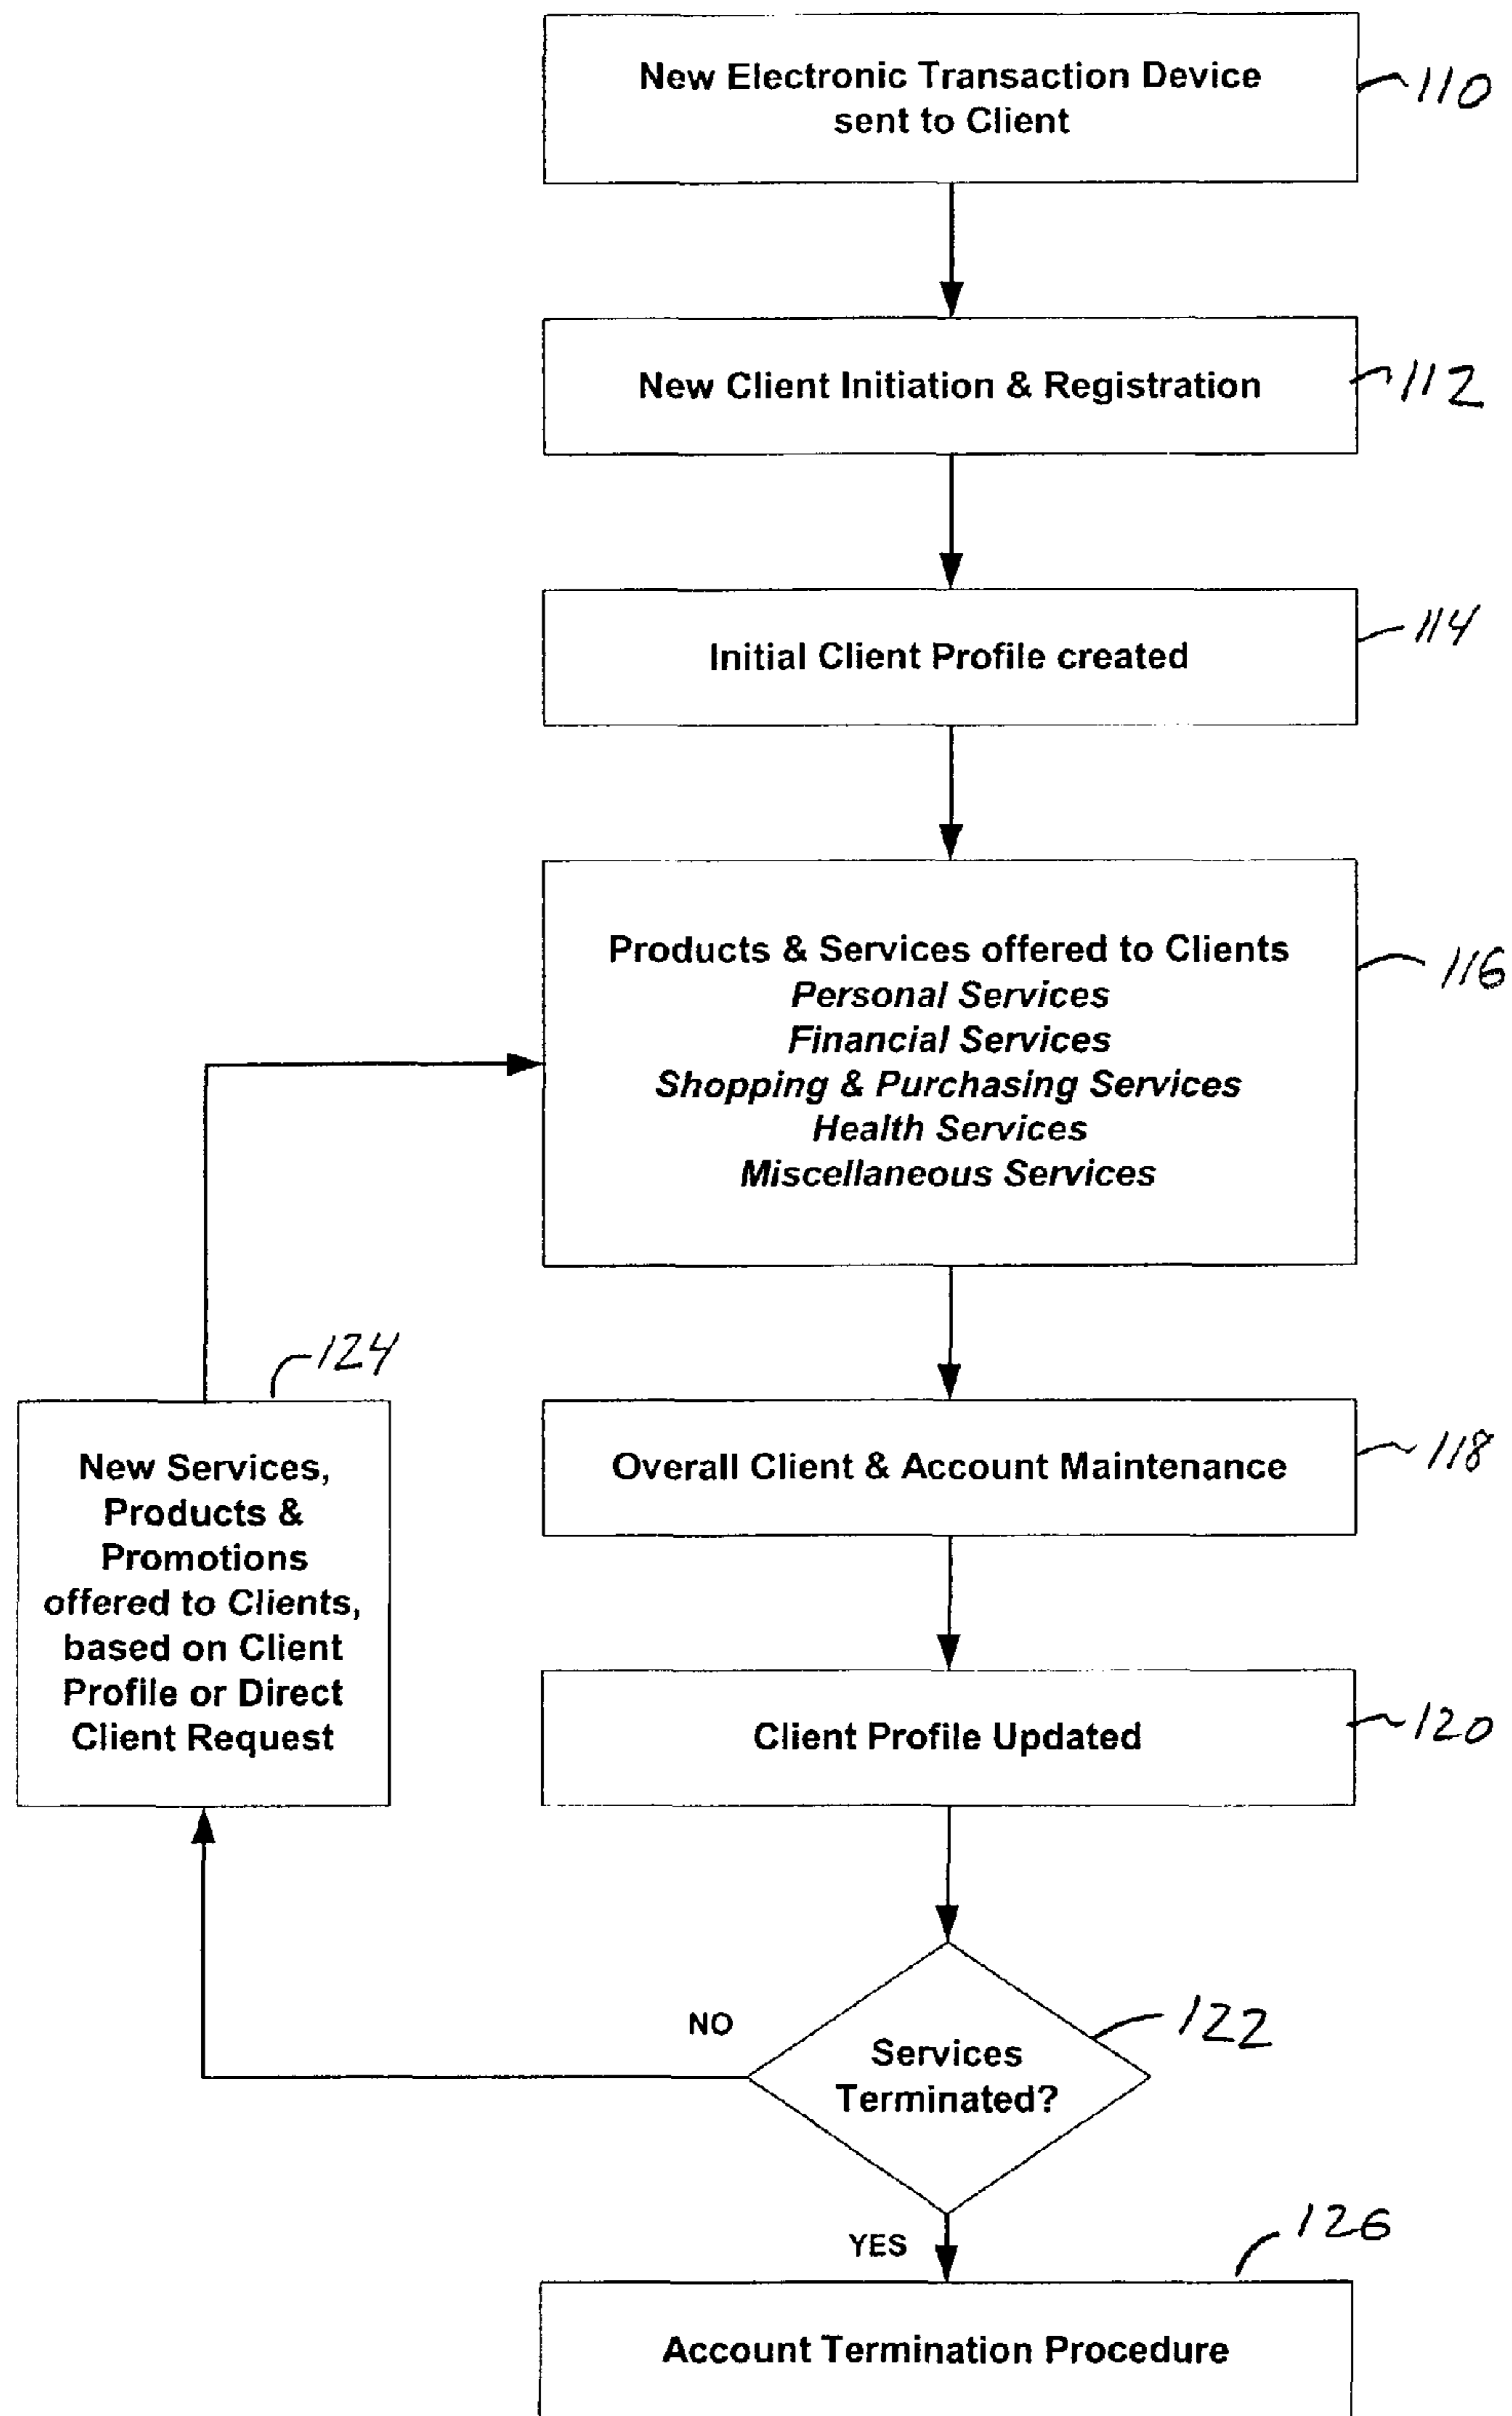 New Electronic Transaction Device
sent to Client
110
New Client Initiation & Registration
112
Initial Client Profile created
114
Products & Services offered to Clients
Personal Services
Financial Services
Shopping & Purchasing Services
Health Services
Miscellaneous Services
116
124
New Services,
Products &
Promotions
offered to Clients,
based on Client
Profile or Direct
Client Request
Overall Client & Account Maintenance
118
Client Profile Updated
120
NO
Services
Terminated?
122
YES
126
Account Termination Procedure